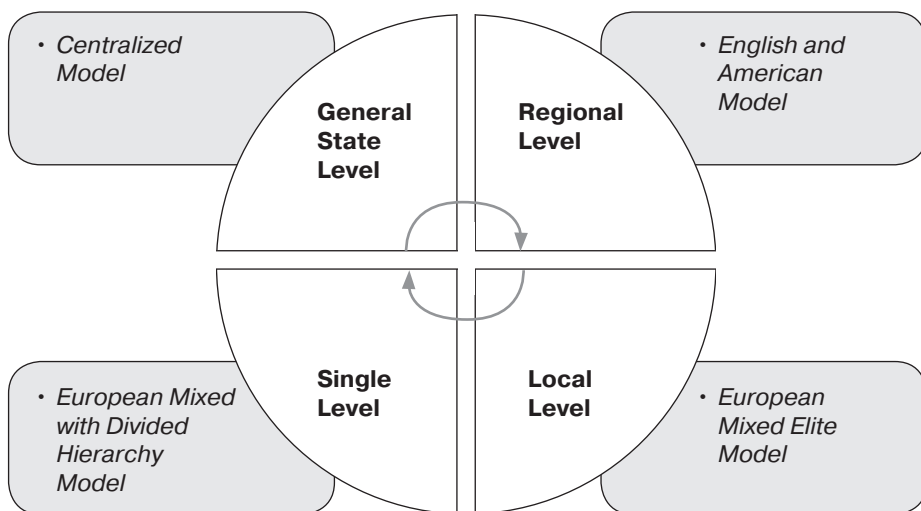 • Centralized
Model
General
State
Level
Regional
Level
• English and
American
Model
• European Mixed
with Divided
Hierarchy
Model
Single
Level
Local
Level
• European
Mixed Elite
Model